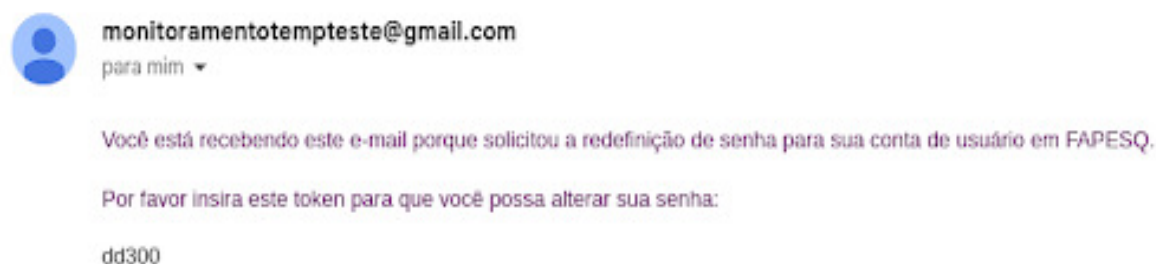 monitoramentotempteste@gmail.com
para mim
Você está recebendo este e-mail porque solicitou a redefinição de senha para sua conta de usuário em FAPESQ.
Por favor insira este token para que você possa alterar sua senha:
dd300